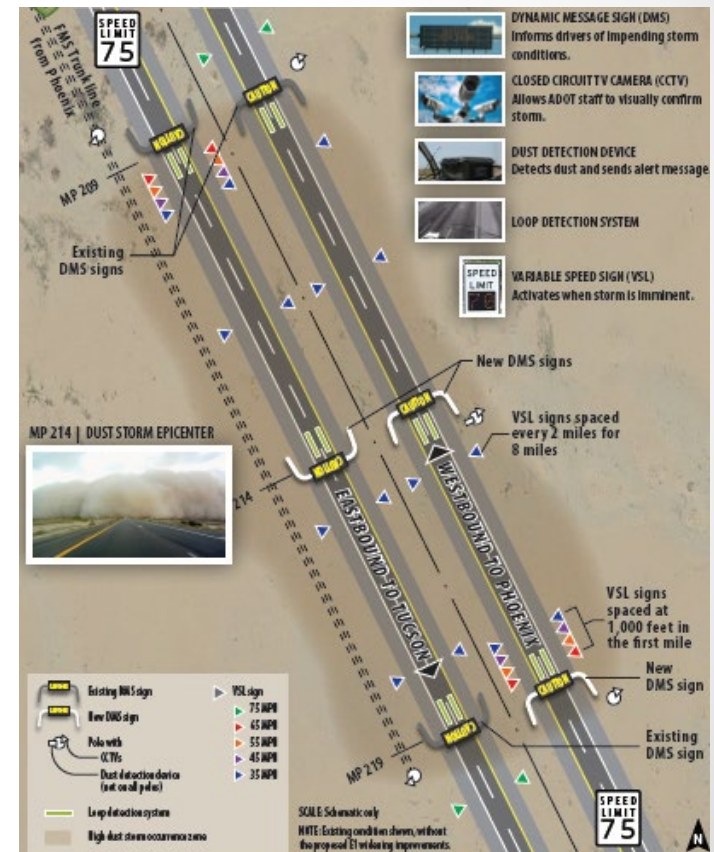 SPEED
LIMIT
75
FMS Trunk line
from Phoenix
CAUTION
CAUTION
MP 209
Existing
DMS signs
DYNAMIC MESSAGE SIGN (DMS)
Informs drivers of impending storm
conditions.
CLOSED CIRCUIT TV CAMERA (CCTV)
Allows ADOT staff to visually confirm
storm.
DUST DETECTION DEVICE
Detects dust and sends alert message
LOOP DETECTION SYSTEM
SPEED
LIMIT
VARIABLE SPEED SIGN (VSL)
Activates when storm is imminent.
New DMS signs
CAUTION
VSL signs spaced
every 2 miles for
8 miles
MP 214 | DUST STORM EPICENTER
CAUTION
214
EASTBOUND TO TUCSON
WESTBOUND TO PHOENIX
VSL signs
spaced at
1,000 feet in
the first mile
New
DMS sign
CAUTION
Existing
DMS sign
CAUTION
MP 219
Existing DMS sign
New DMS sign
Pole with
CCTVs
Dust detection device
(not on all poles)
Loop detection system
High dust storm occurrence zone
VSL sign
75 MPH
65 MPH
55 MPH
45 MPH
35 MPH
SCALE: Schematic only
NOTE: Existing condition shown, without
the proposed E1 widening improvements.
SPEED
LIMIT
75
N